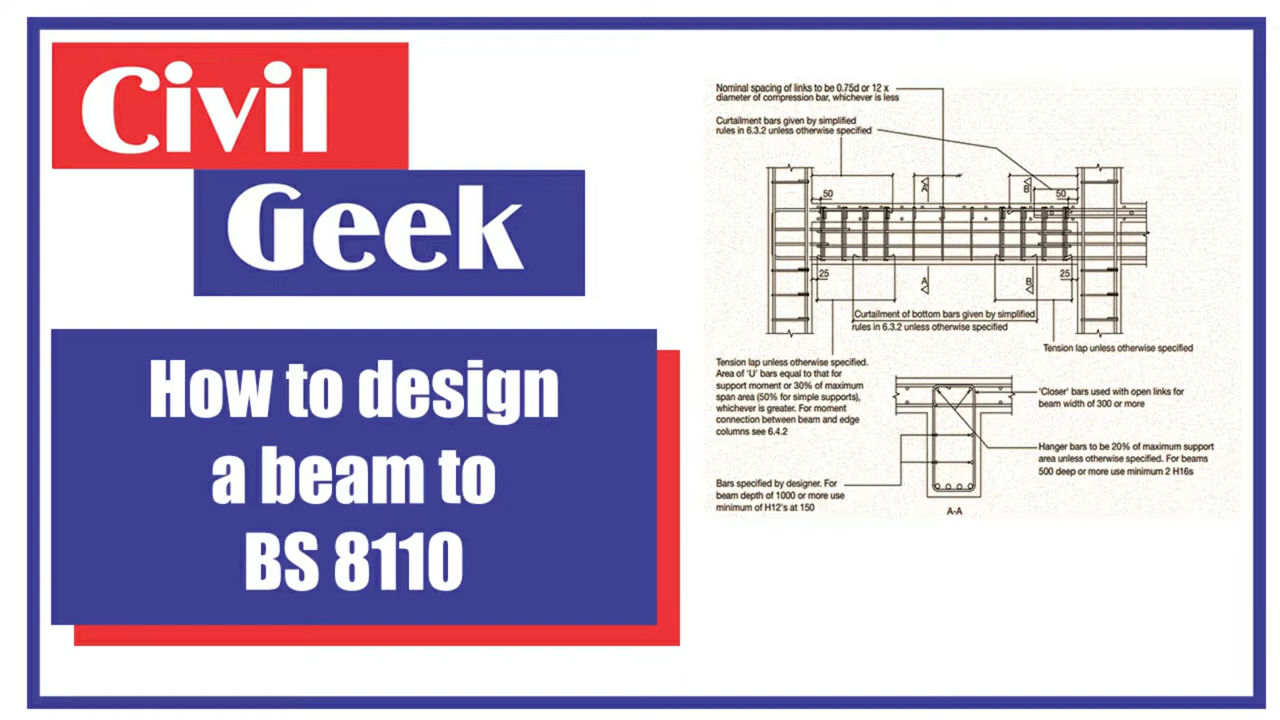 Civil
Geek
How to design
a beam to
BS 8110
Nominal spacing of links to be 0.75d or 12 x
diameter of compression bar, whichever is less
Curtailment bars given by simplified
rules in 6.3.2 unless otherwise specified
50
A
B
50
25
A
B
25
Curtailment of bottom bars given by simplified
rules in 6.3.2 unless otherwise specified
Tension lap unless otherwise specified
Tension lap unless otherwise specified.
Area of 'U' bars equal to that for
support moment or 30% of maximum
span area (50% for simple supports),
whichever is greater. For moment
connection between beam and edge
columns see 6.4.2
'Closer' bars used with open links for
beam width of 300 or more
Hanger bars to be 20% of maximum support
area unless otherwise specified. For beams
500 deep or more use minimum 2 H16s
Bars specified by designer. For
beam depth of 1000 or more use
minimum of H12's at 150
A-A